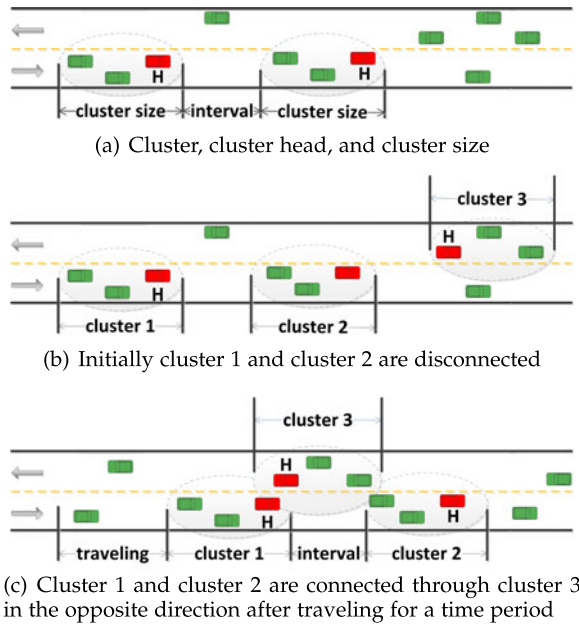 H H
cluster size interval cluster size
(a) Cluster, cluster head, and cluster size
cluster 3
H
H
cluster 1 cluster 2
(b) Initially cluster 1 and cluster 2 are disconnected
cluster 3
H
H H
traveling cluster 1 interval cluster 2
(c) Cluster 1 and cluster 2 are connected through cluster 3
in the opposite direction after traveling for a time period